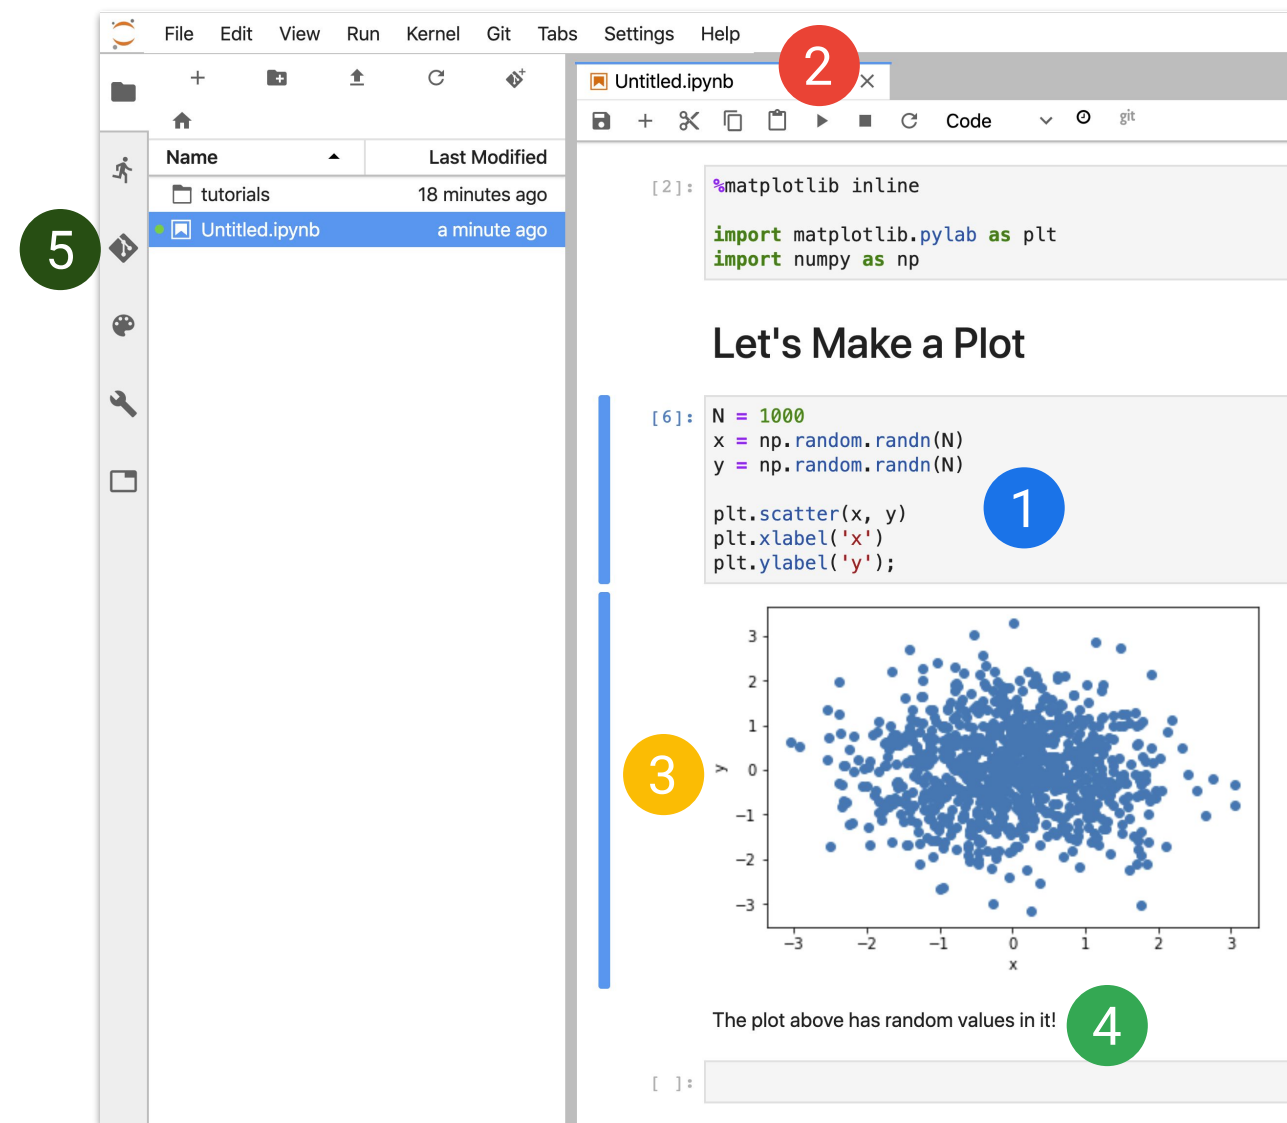 File Edit View Run Kernel Git Tabs Settings Help
2
Untitled.ipynb
Code
git
Name Last Modified
tutorials 18 minutes ago
Untitled.ipynb a minute ago
5
[2]: %matplotlib inline
import matplotlib.pylab as plt
import numpy as np
Let's Make a Plot
[6]: N = 1000
x = np.random.randn(N)
y = np.random.randn(N)
plt.scatter(x, y)
plt.xlabel('x')
plt.ylabel('y');
1
3
2
1
0
−1
−2
−3
y
3
−3 −2 −1 0 1 2 3
x
The plot above has random values in it!
4
[ ]: